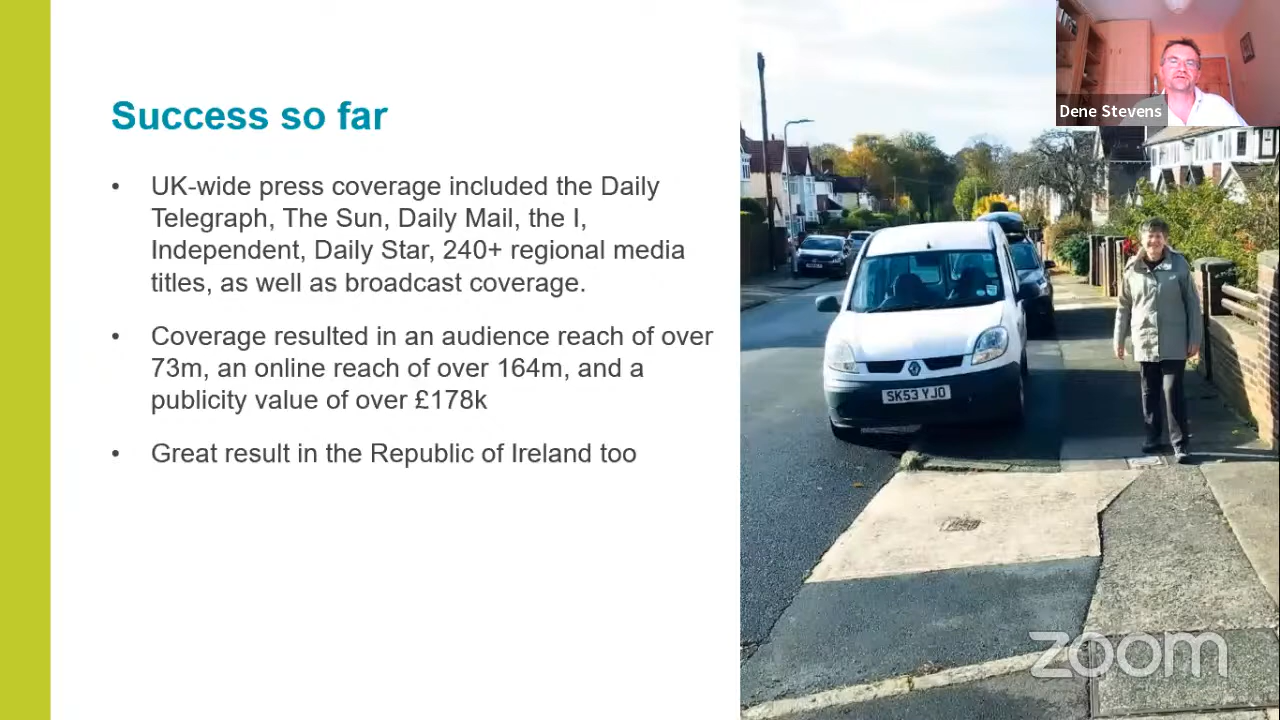 Success so far
• UK-wide press coverage included the Daily
Telegraph, The Sun, Daily Mail, the I,
Independent, Daily Star, 240+ regional media
titles, as well as broadcast coverage.
• Coverage resulted in an audience reach of over
73m, an online reach of over 164m, and a
publicity value of over £178k
• Great result in the Republic of Ireland too
Dene Stevens
SK53 YJO
zoom